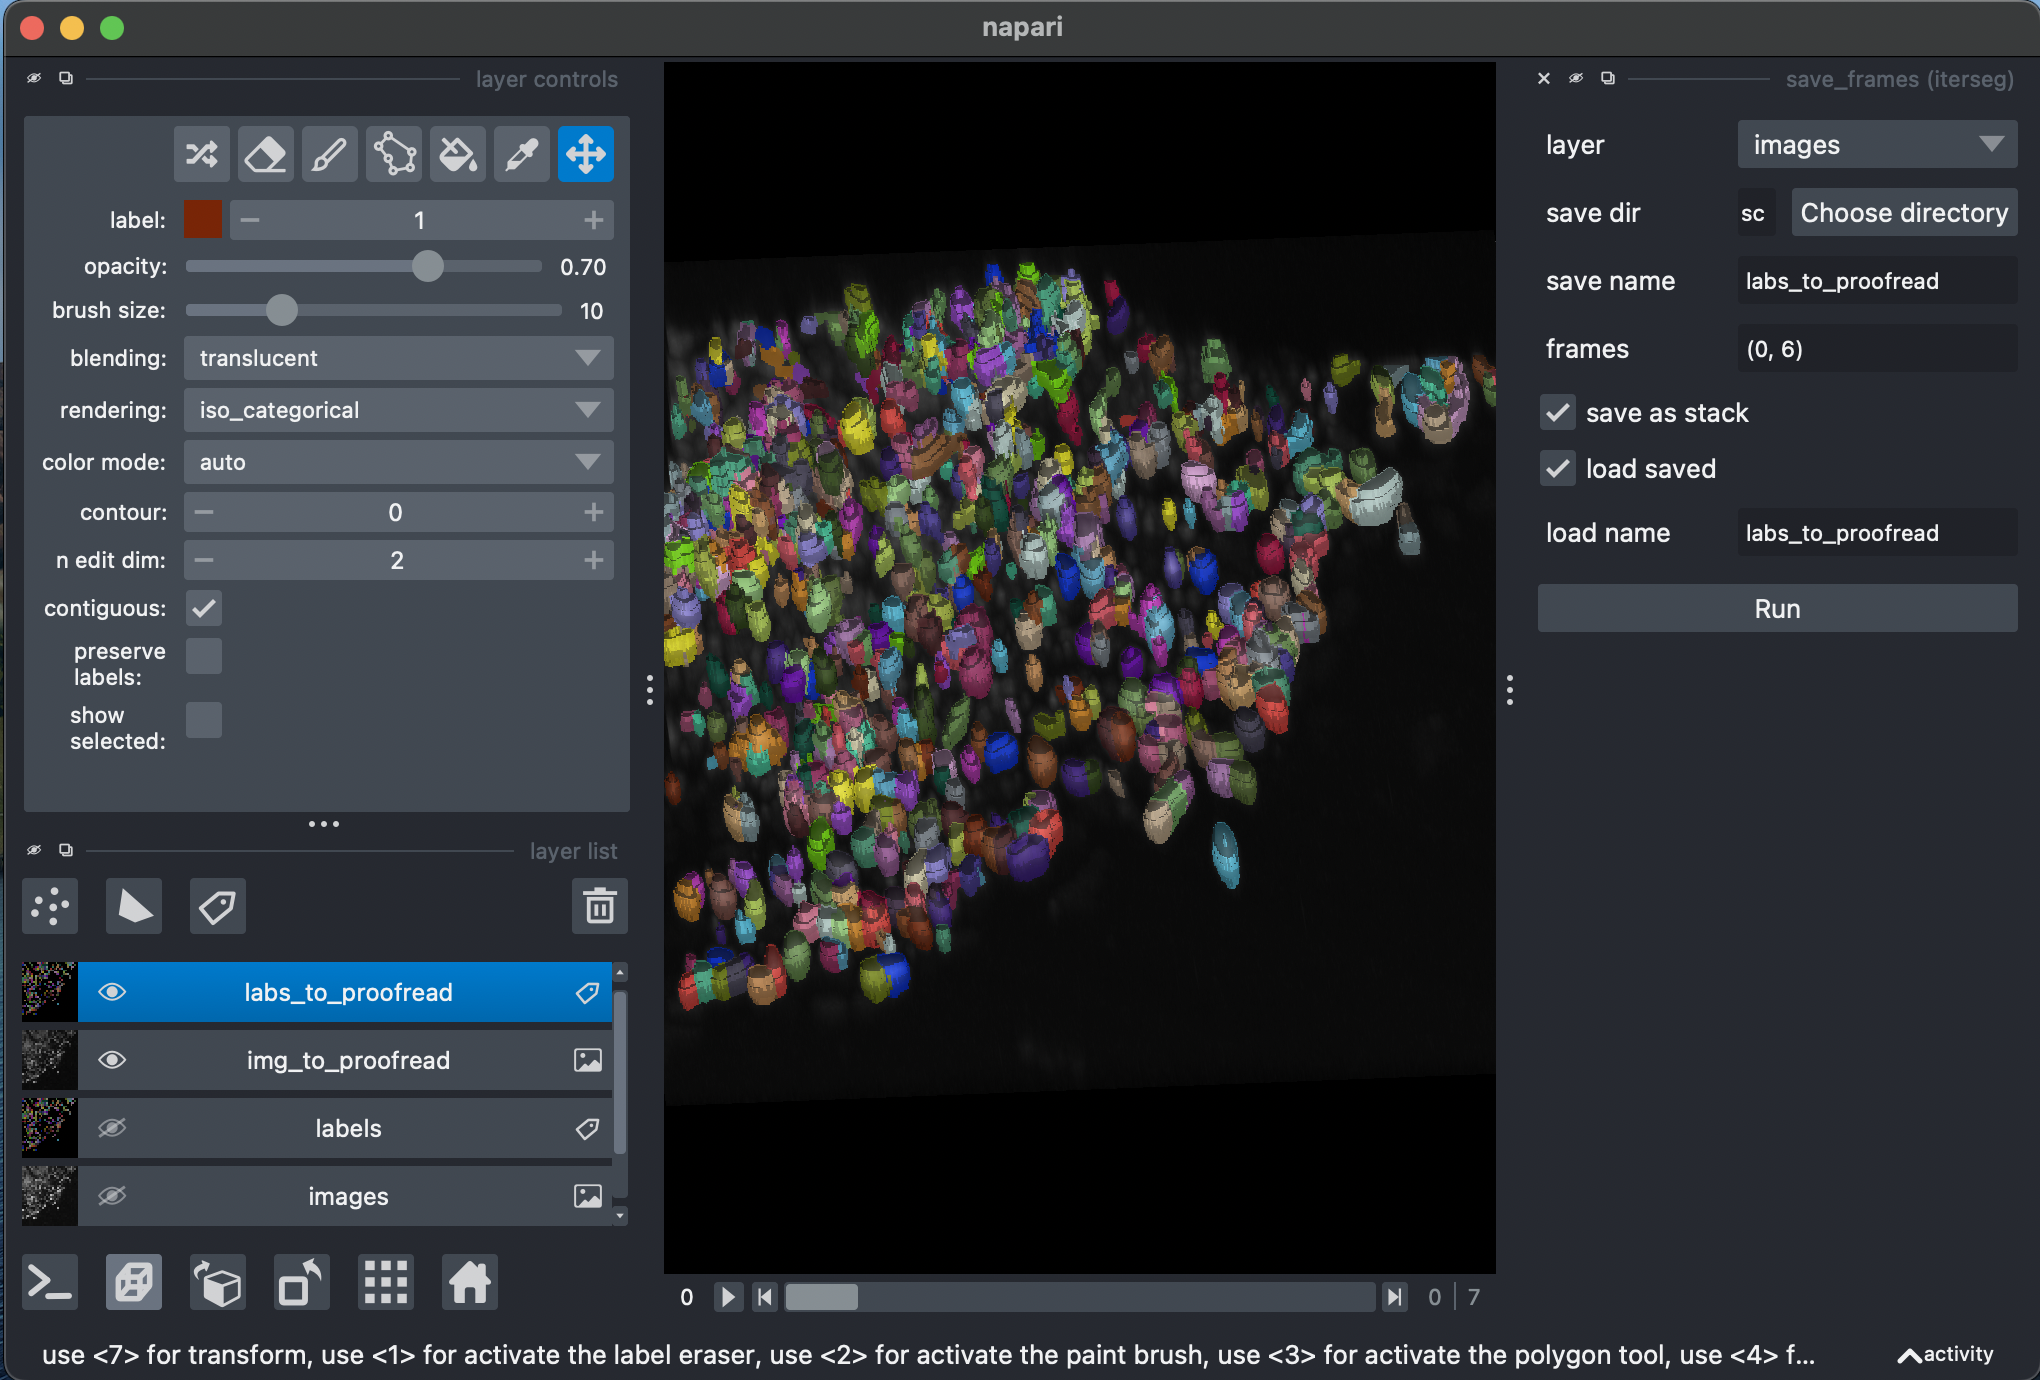 napari
layer controls
label: 1
opacity: 0.70
brush size: 10
blending: translucent
rendering: iso_categorical
color mode: auto
contour: 0
n edit dim: 2
contiguous:
preserve
labels:
show
selected:
layer list
labs_to_proofread
img_to_proofread
labels
images
0 0 7
save_frames (iterseg)
layer images
save dir sc Choose directory
save name labs_to_proofread
frames (0, 6)
save as stack
load saved
load name labs_to_proofread
Run
use <7> for transform, use <1> for activate the label eraser, use <2> for activate the paint brush, use <3> for activate the polygon tool, use <4> f...
activity